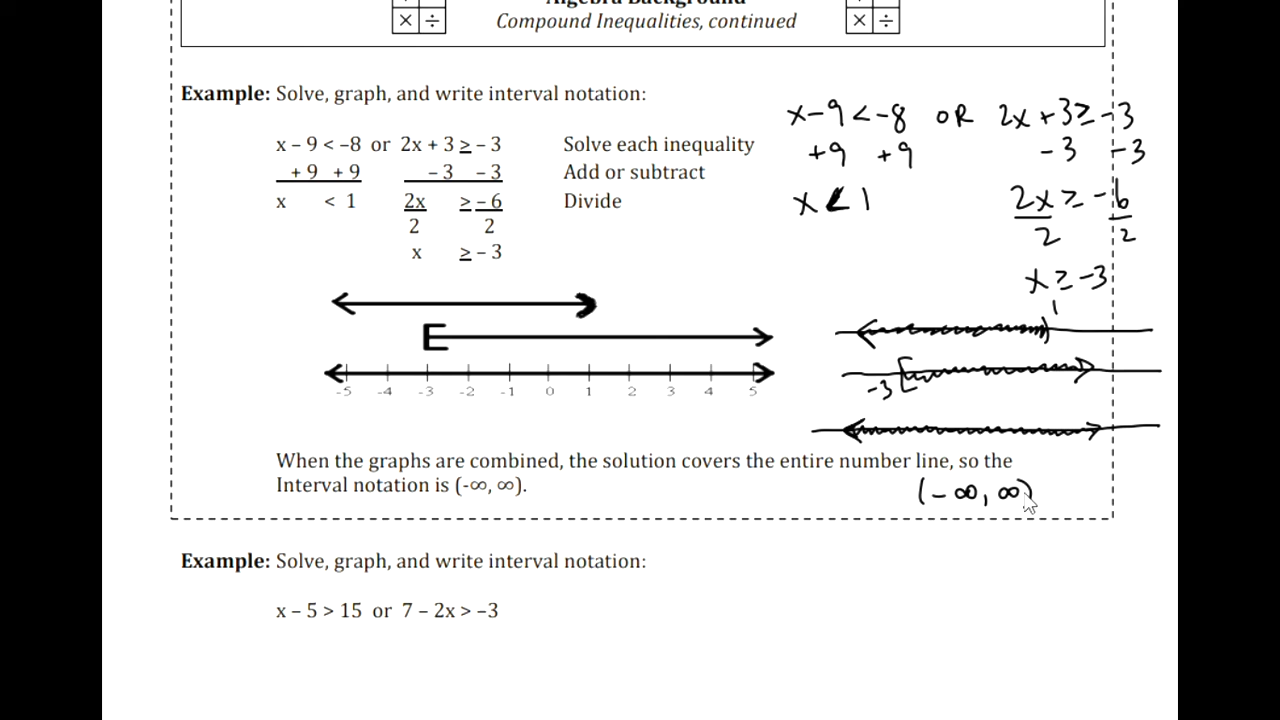 Algebra Background
× ÷ Compound Inequalities, continued × ÷
Example: Solve, graph, and write interval notation:
x – 9 < –8 or 2x + 3 ≥ – 3 Solve each inequality
+ 9 + 9 – 3 – 3 Add or subtract
x < 1 2x ≥ – 6 Divide
2 2
x ≥ – 3
x – 9 < -8 OR 2x + 3 ≥ -3
+9 +9 -3 -3
x < 1 2x ≥ -6
2 2
x ≥ -3
1
-3
E
-5 -4 -3 -2 -1 0 1 2 3 4 5
When the graphs are combined, the solution covers the entire number line, so the
Interval notation is (-∞, ∞).
(-∞, ∞)
Example: Solve, graph, and write interval notation:
x – 5 > 15 or 7 – 2x > –3